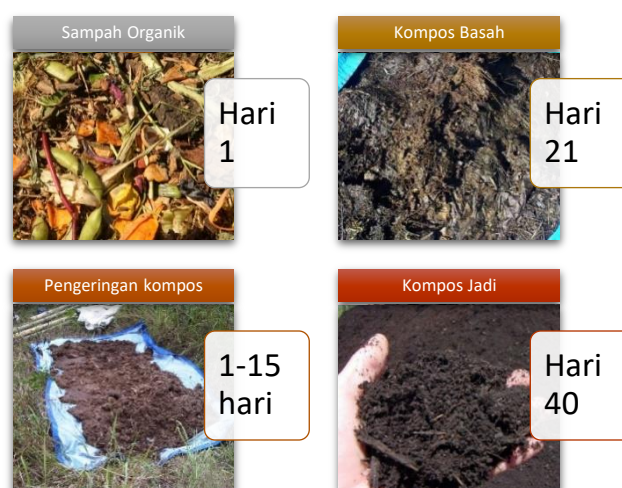 Sampah Organik
Hari
1
Kompos Basah
Hari
21
Pengeringan kompos
1-15
hari
Kompos Jadi
Hari
40